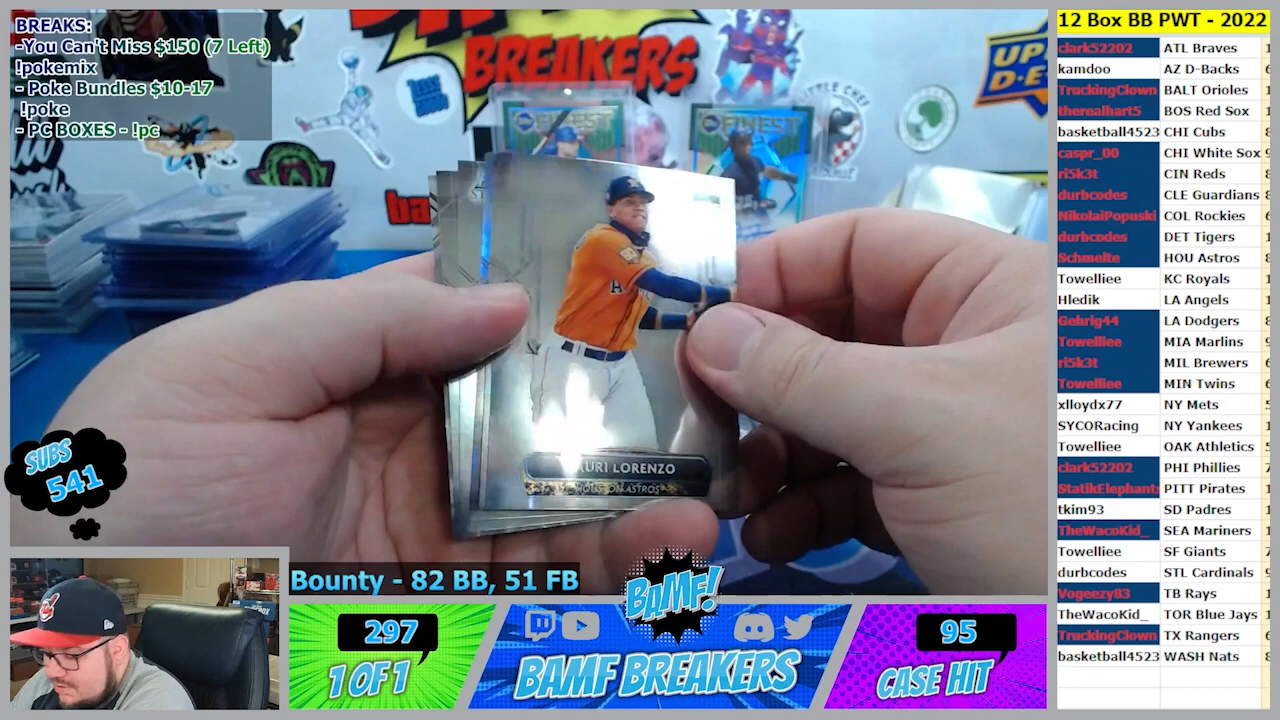 BREAKS:
-You Can't Miss $150 (7 Left)
!pokemix
- Poke Bundles $10-17
!poke
- PC BOXES - !pc
BREAKERS
UP
D.E
FINEST
FINEST
LE CHEF
ba
AURI LORENZO
HOUSTON ASTROS
SUBS
541
Bounty - 82 BB, 51 FB
BAMF!
297
1 OF 1
BAMF BREAKERS
95
CASE HIT
12 Box BB PWT - 2022
clark52202 ATL Braves
kamdoo AZ D-Backs
TruckingClown BALT Orioles
therealhart5 BOS Red Sox
basketball4523 CHI Cubs
caspr_00 CHI White Sox
ri5k3t CIN Reds
durbcodes CLE Guardians
NikolaiPopuski COL Rockies
durbcodes DET Tigers
Schmelte HOU Astros
Towelliee KC Royals
Hledik LA Angels
Gehrig44 LA Dodgers
Towelliee MIA Marlins
ri5k3t MIL Brewers
Towelliee MIN Twins
xlloydx77 NY Mets
SYCORacing NY Yankees
Towelliee OAK Athletics
clark52202 PHI Phillies
StatikElephant PITT Pirates
tkim93 SD Padres
TheWacoKid_ SEA Mariners
Towelliee SF Giants
durbcodes STL Cardinals
Vogeezy83 TB Rays
TheWacoKid_ TOR Blue Jays
TruckingClown TX Rangers
basketball4523 WASH Nats